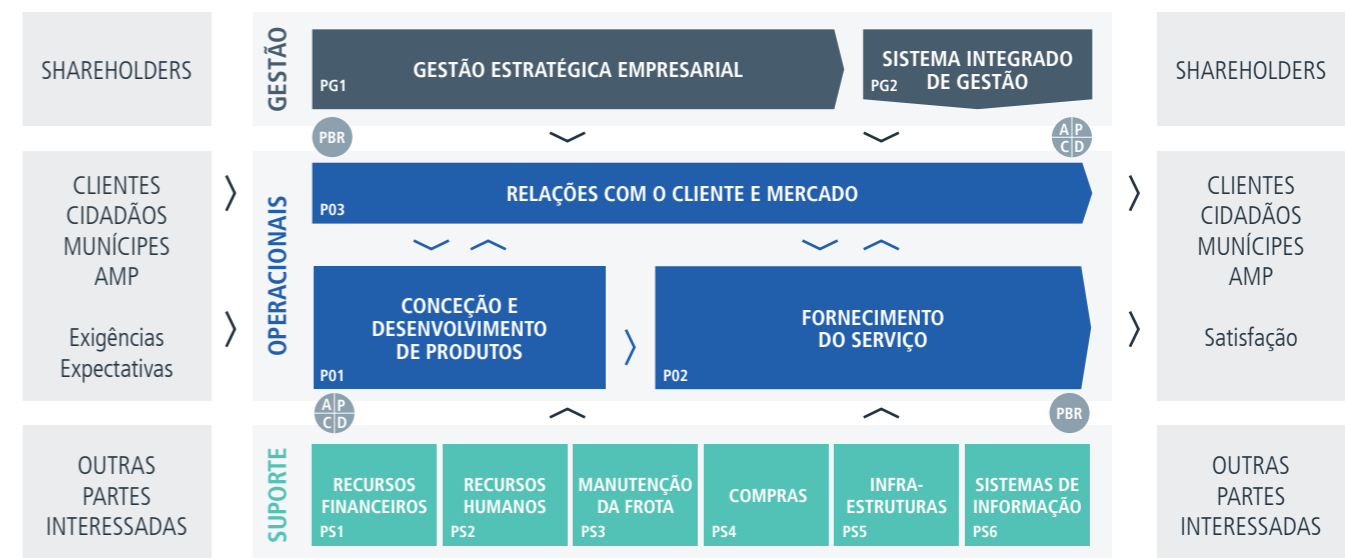 SHAREHOLDERS
GESTÃO
GESTÃO ESTRATÉGICA EMPRESARIAL
PG1
SISTEMA INTEGRADO
DE GESTÃO
PG2
SHAREHOLDERS
PBR
A P
C D
CLIENTES
CIDADÃOS
MUNÍCIPES
AMP
Exigências
Expectativas
OPERACIONAIS
RELAÇÕES COM O CLIENTE E MERCADO
P03
CONCEÇÃO E
DESENVOLVIMENTO
DE PRODUTOS
P01
FORNECIMENTO
DO SERVIÇO
P02
CLIENTES
CIDADÃOS
MUNÍCIPES
AMP
Satisfação
A P
C D
PBR
OUTRAS
PARTES
INTERESSADAS
SUPORTE
RECURSOS
FINANCEIROS
PS1
RECURSOS
HUMANOS
PS2
MANUTENÇÃO
DA FROTA
PS3
COMPRAS
PS4
INFRA-
ESTRUTURAS
PS5
SISTEMAS DE
INFORMAÇÃO
PS6
OUTRAS
PARTES
INTERESSADAS